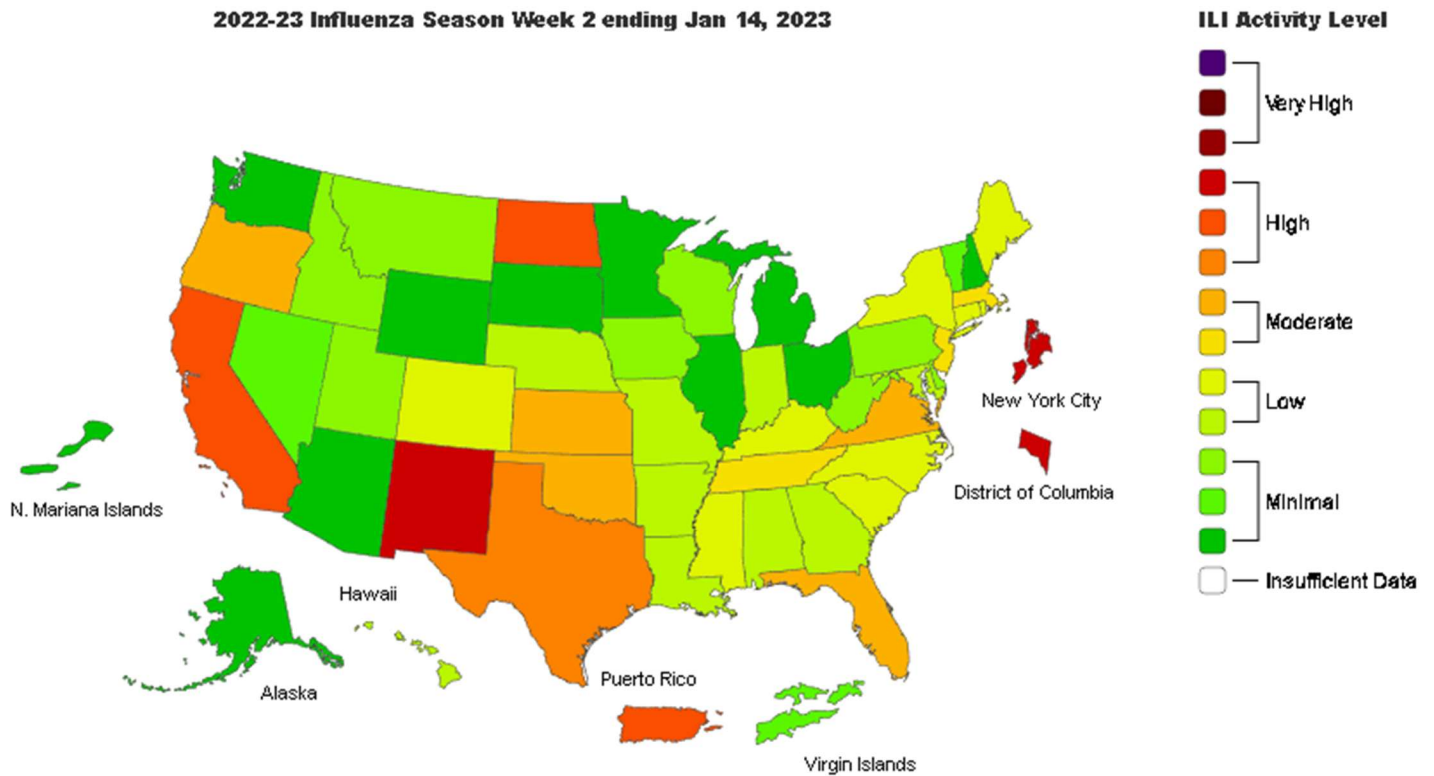 2022-23 Influenza Season Week 2 ending Jan 14, 2023
ILI Activity Level
Very High
High
Moderate
Low
Minimal
Insufficient Data
New York City
District of Columbia
N. Mariana Islands
Hawaii
Alaska
Puerto Rico
Virgin Islands